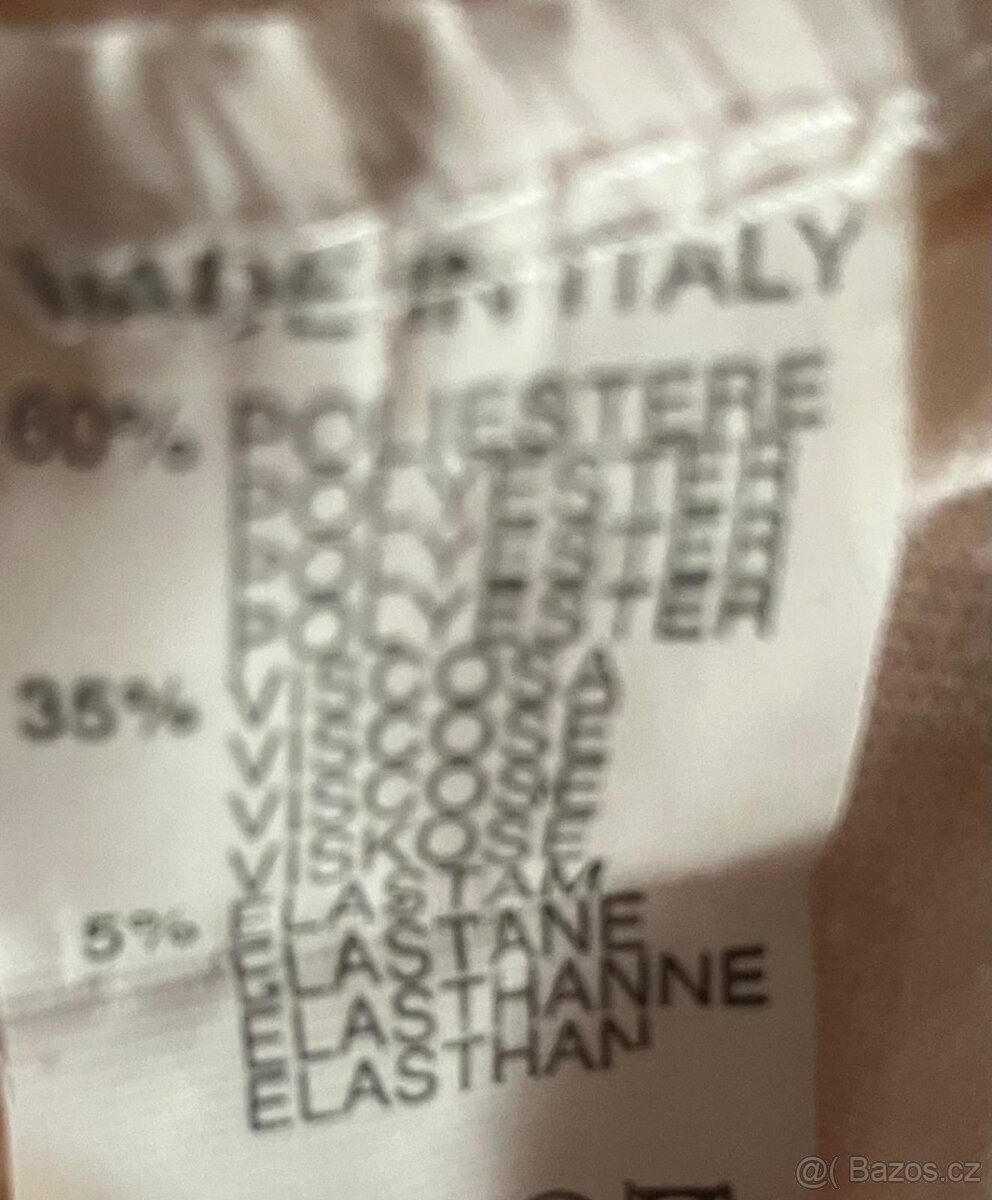 MADE IN ITALY
60% POLIESTERE
POLYESTER
POLYESTER
POLYESTER
35% VISCOSA
VISCOSE
VISCOSE
VISKOSE
5% ELASTAM
ELASTANE
ELASTHANNE
ELASTHAN
@( Bazos.cz